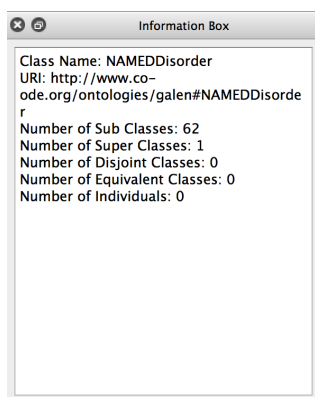 Information Box
Class Name: NAMEDDisorder
URI: http://www.co-
ode.org/ontologies/galen#NAMEDDisorde
r
Number of Sub Classes: 62
Number of Super Classes: 1
Number of Disjoint Classes: 0
Number of Equivalent Classes: 0
Number of Individuals: 0